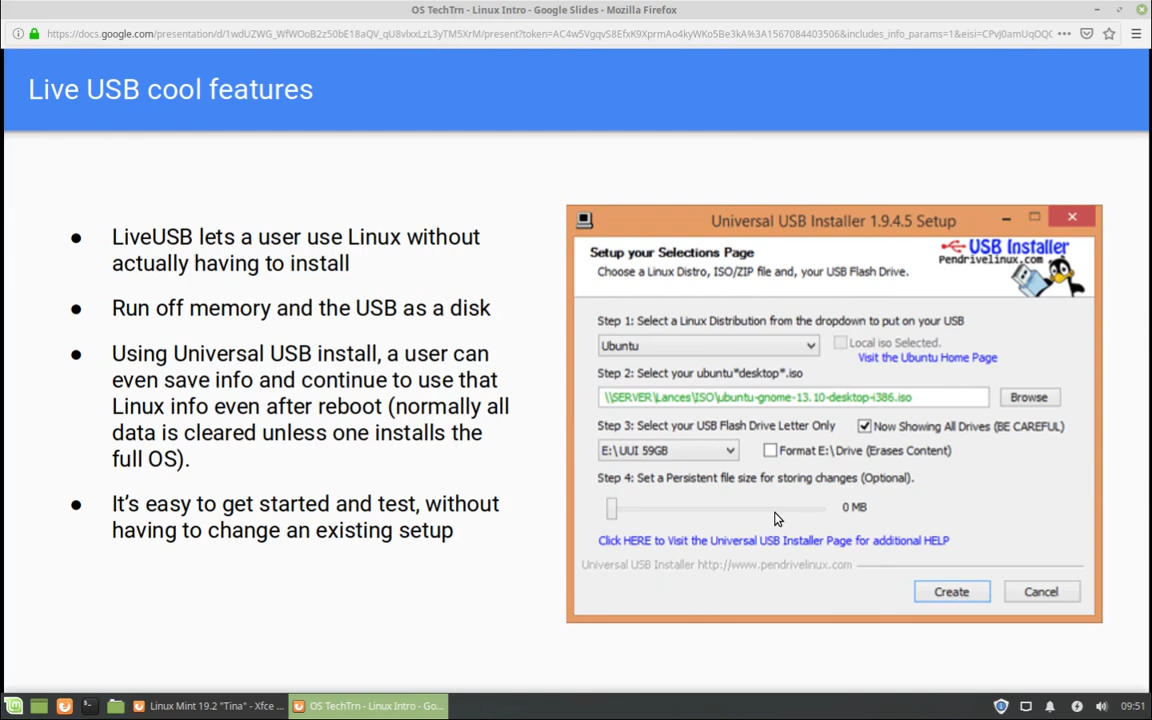 OS TechTrn - Linux Intro - Google Slides - Mozilla Firefox
Live USB cool features
● LiveUSB lets a user use Linux without
actually having to install
● Run off memory and the USB as a disk
● Using Universal USB install, a user can
even save info and continue to use that
Linux info even after reboot (normally all
data is cleared unless one installs the
full OS).
● It's easy to get started and test, without
having to change an existing setup
Universal USB Installer 1.9.4.5 Setup
Setup your Selections Page
Choose a Linux Distro, ISO/ZIP file and, your USB Flash Drive.
USB Installer
Pendrivelinux.com
Step 1: Select a Linux Distribution from the dropdown to put on your USB
Ubuntu
Local iso Selected.
Visit the Ubuntu Home Page
Step 2: Select your ubuntu*desktop*.iso
\\SERVER\Lances\ISO\ubuntu-gnome-13.10-desktop-i386.iso
Browse
Step 3: Select your USB Flash Drive Letter Only
Now Showing All Drives (BE CAREFUL)
E:\UUI 59GB
Format E:\Drive (Erases Content)
Step 4: Set a Persistent file size for storing changes (Optional).
0 MB
Click HERE to Visit the Universal USB Installer Page for additional HELP
Universal USB Installer http://www.pendrivelinux.com
Create
Cancel
Linux Mint 19.2 "Tina" - Xfce ...
OS TechTrn - Linux Intro - Go...
09:51